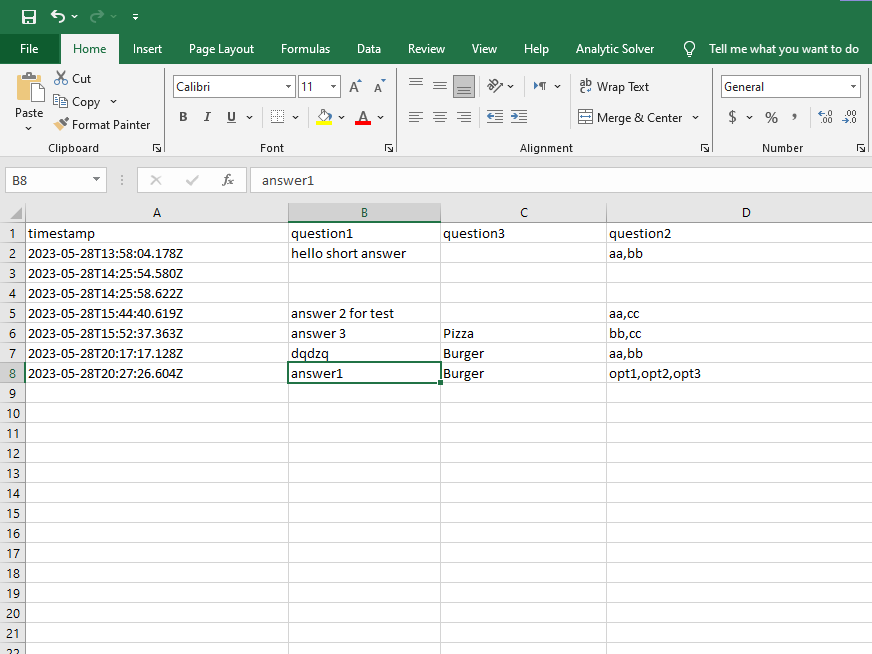 File Home Insert Page Layout Formulas Data Review View Help Analytic Solver Tell me what you want to do
Paste
Cut
Copy
Format Painter
Clipboard
Calibri 11
B I U A
Font
Wrap Text
Merge & Center
Alignment
General
$ % ,
Number
B8 fx answer1
A B C D
1 timestamp question1 question3 question2
2 2023-05-28T13:58:04.178Z hello short answer aa,bb
3 2023-05-28T14:25:54.580Z
4 2023-05-28T14:25:58.622Z
5 2023-05-28T15:44:40.619Z answer 2 for test aa,cc
6 2023-05-28T15:52:37.363Z answer 3 Pizza bb,cc
7 2023-05-28T20:17:17.128Z dqdzq Burger aa,bb
8 2023-05-28T20:27:26.604Z answer1 Burger opt1,opt2,opt3
9
10
11
12
13
14
15
16
17
18
19
20
21
22